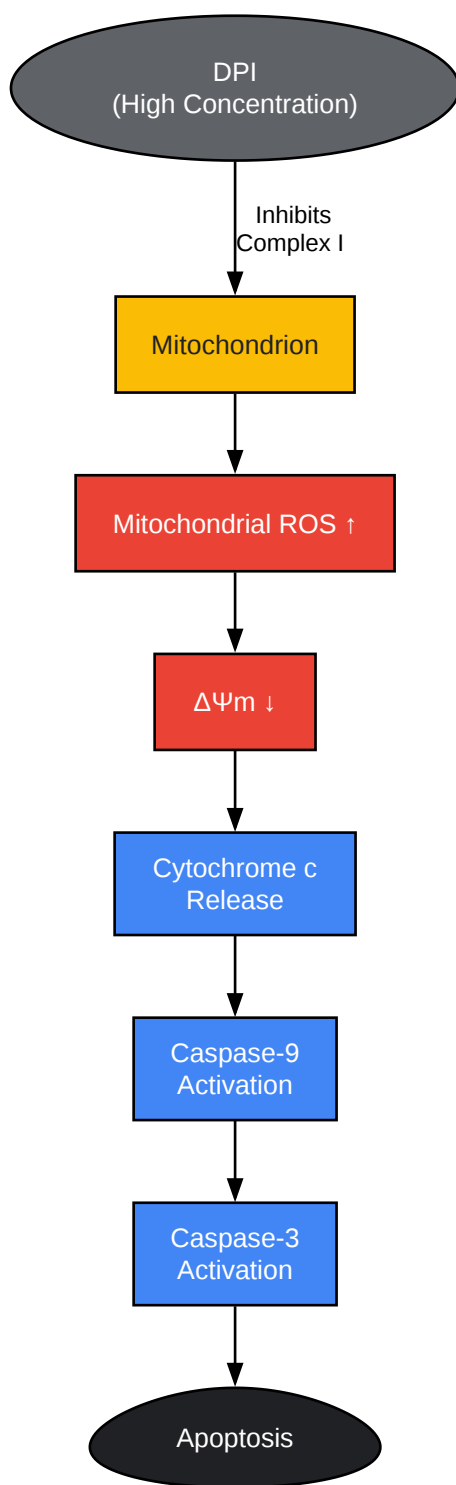 DPI
(High Concentration)
Inhibits
Complex I
Mitochondrion
Mitochondrial ROS ↑
ΔΨm ↓
Cytochrome c
Release
Caspase-9
Activation
Caspase-3
Activation
Apoptosis